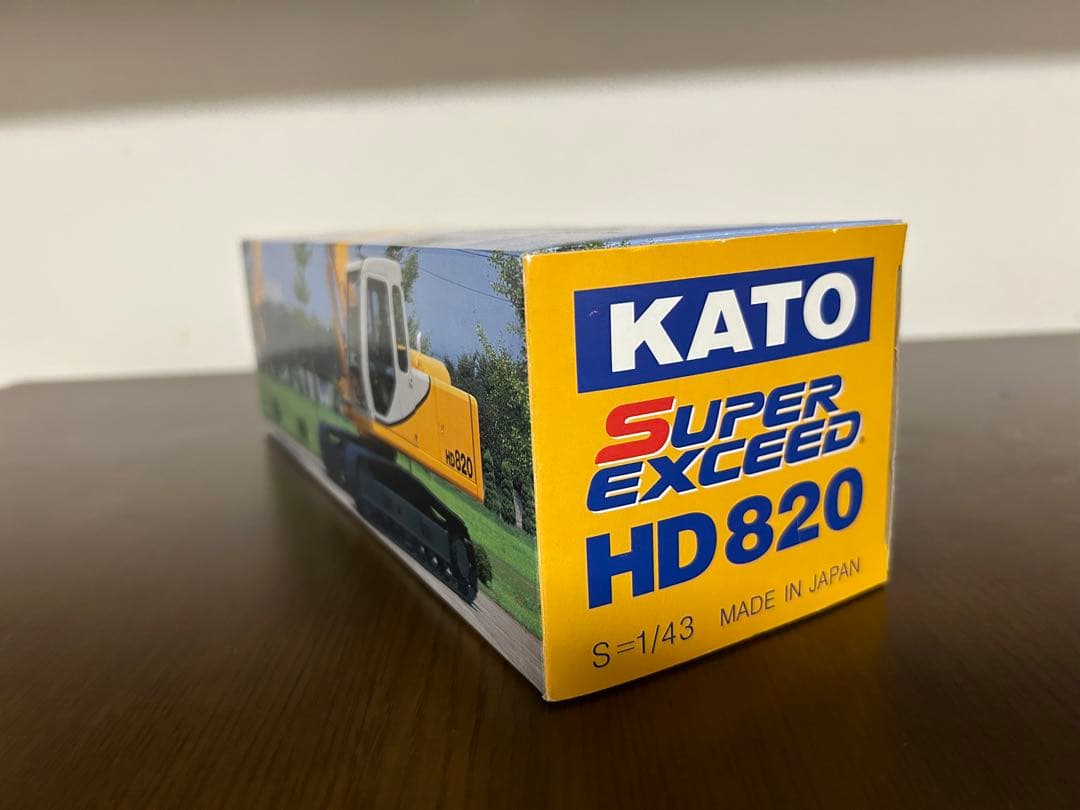 KATO
SUPER
EXCEED
HD820
S=1/43 MADE IN JAPAN
HD820